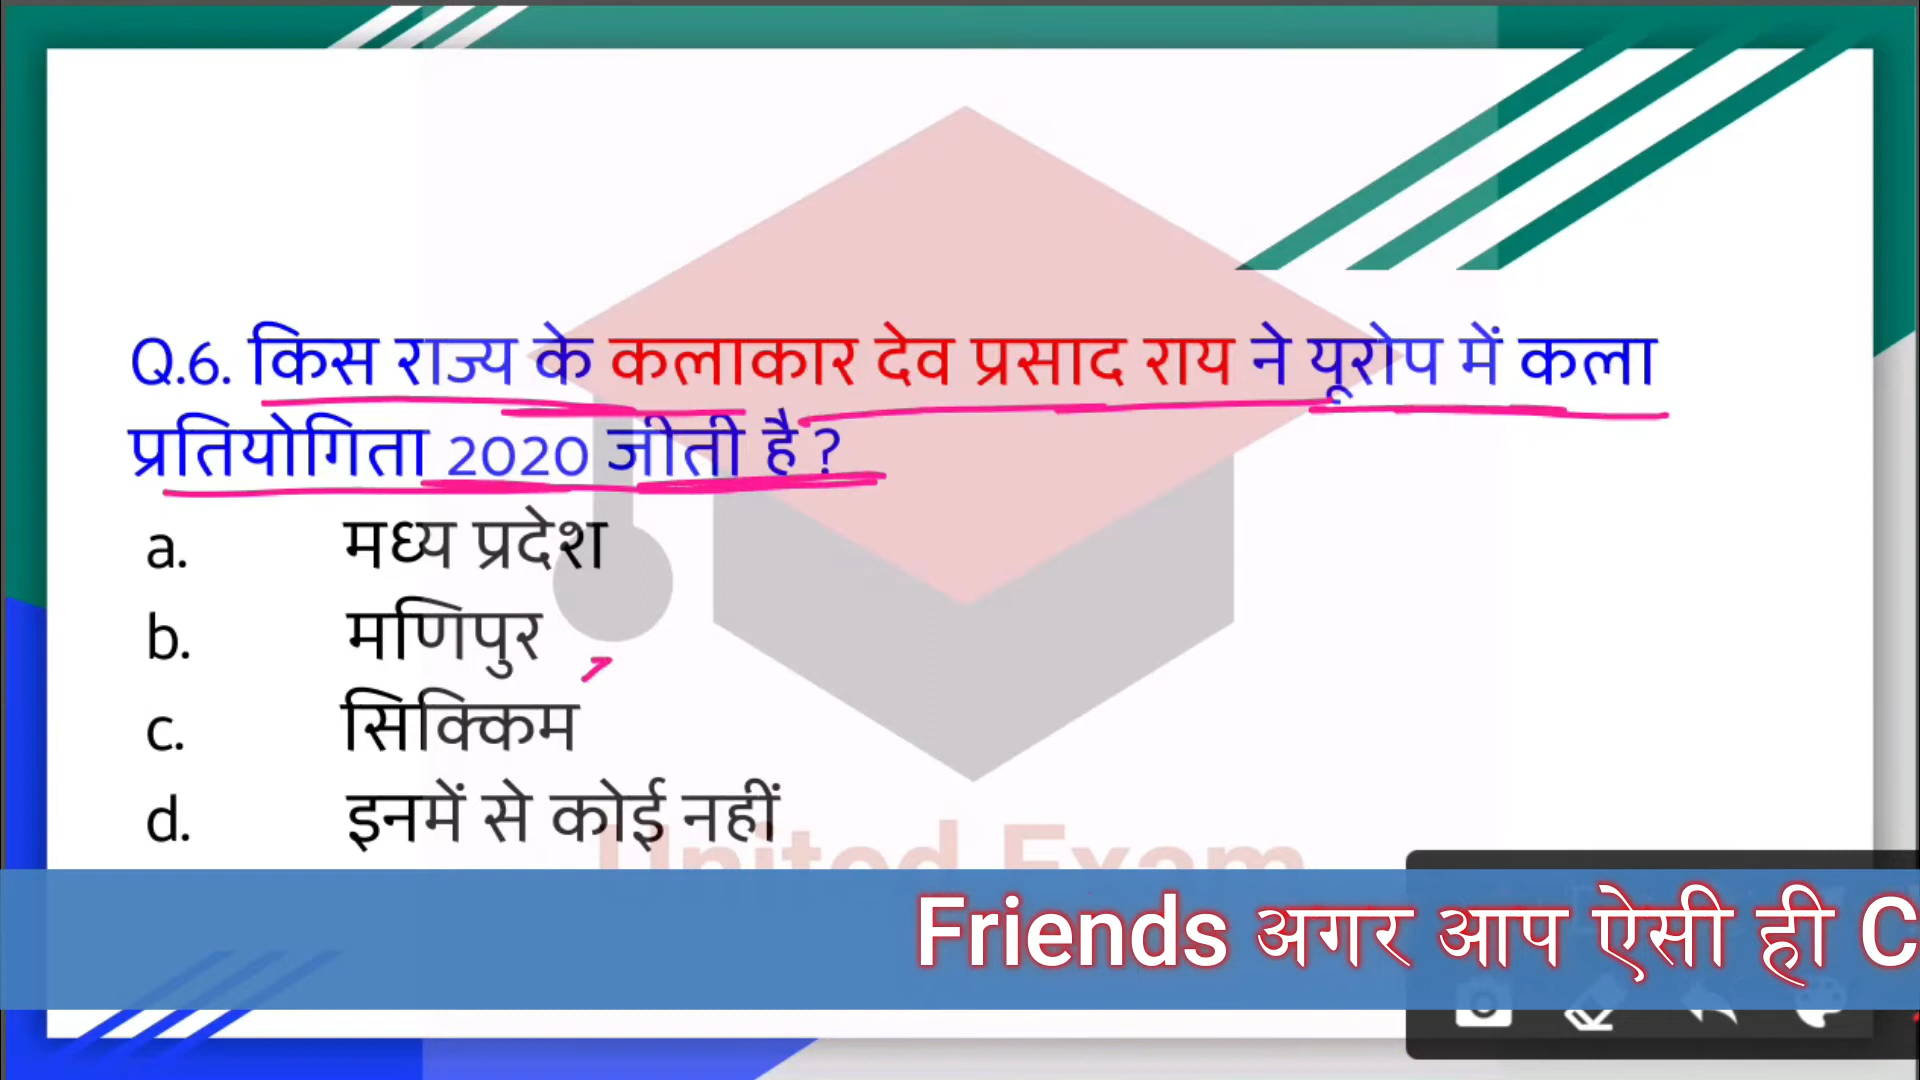 Q.6. किस राज्य के कलाकार देव प्रसाद राय ने यूरोप में कला
प्रतियोगिता 2020 जीती है ?
a. मध्य प्रदेश
b. मणिपुर
c. सिक्किम
d. इनमें से कोई नहीं
United Exam
Friends अगर आप ऐसी ही C